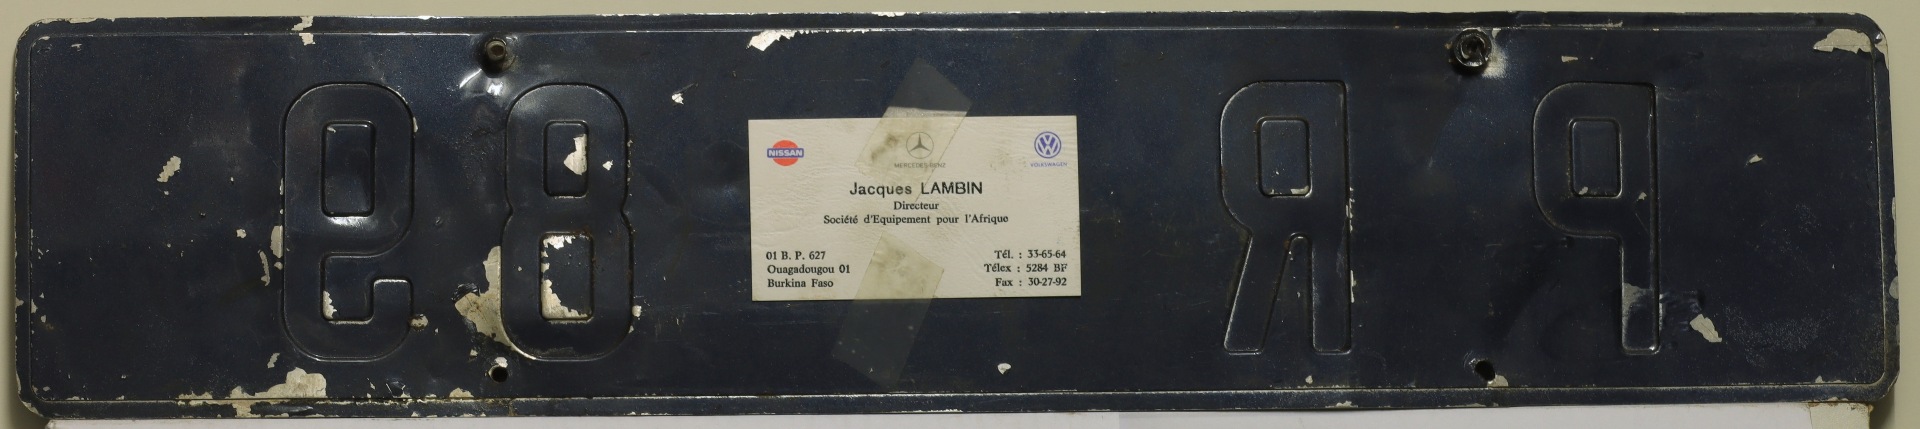 P R 89
NISSAN
MERCEDES-BENZ
VOLKSWAGEN
Jacques LAMBIN
Directeur
Société d'Equipement pour l'Afrique
01 B. P. 627
Ouagadougou 01
Burkina Faso
Tél. : 33-65-64
Télex : 5284 BF
Fax : 30-27-92